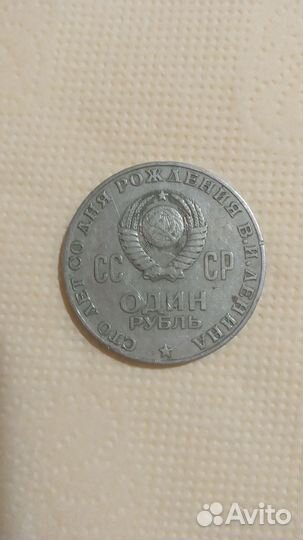 СТО ЛЕТ СО ДНЯ РОЖДЕНИЯ В.И.ЛЕНИНА
СС СР
ОДИН
РУБЛЬ
Avito